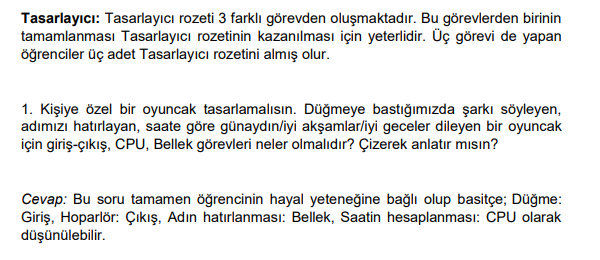 Tasarlayıcı: Tasarlayıcı rozeti 3 farklı görevden oluşmaktadır. Bu görevlerden birinin
tamamlanması Tasarlayıcı rozetinin kazanılması için yeterlidir. Üç görevi de yapan
öğrenciler üç adet Tasarlayıcı rozetini almış olur.
1. Kişiye özel bir oyuncak tasarlamalısın. Düğmeye bastığımızda şarkı söyleyen,
adımızı hatırlayan, saate göre günaydın/iyi akşamlar/iyi geceler dileyen bir oyuncak
için giriş-çıkış, CPU, Bellek görevleri neler olmalıdır? Çizerek anlatır mısın?
Cevap: Bu soru tamamen öğrencinin hayal yeteneğine bağlı olup basitçe; Düğme:
Giriş, Hoparlör: Çıkış, Adın hatırlanması: Bellek, Saatin hesaplanması: CPU olarak
düşünülebilir.